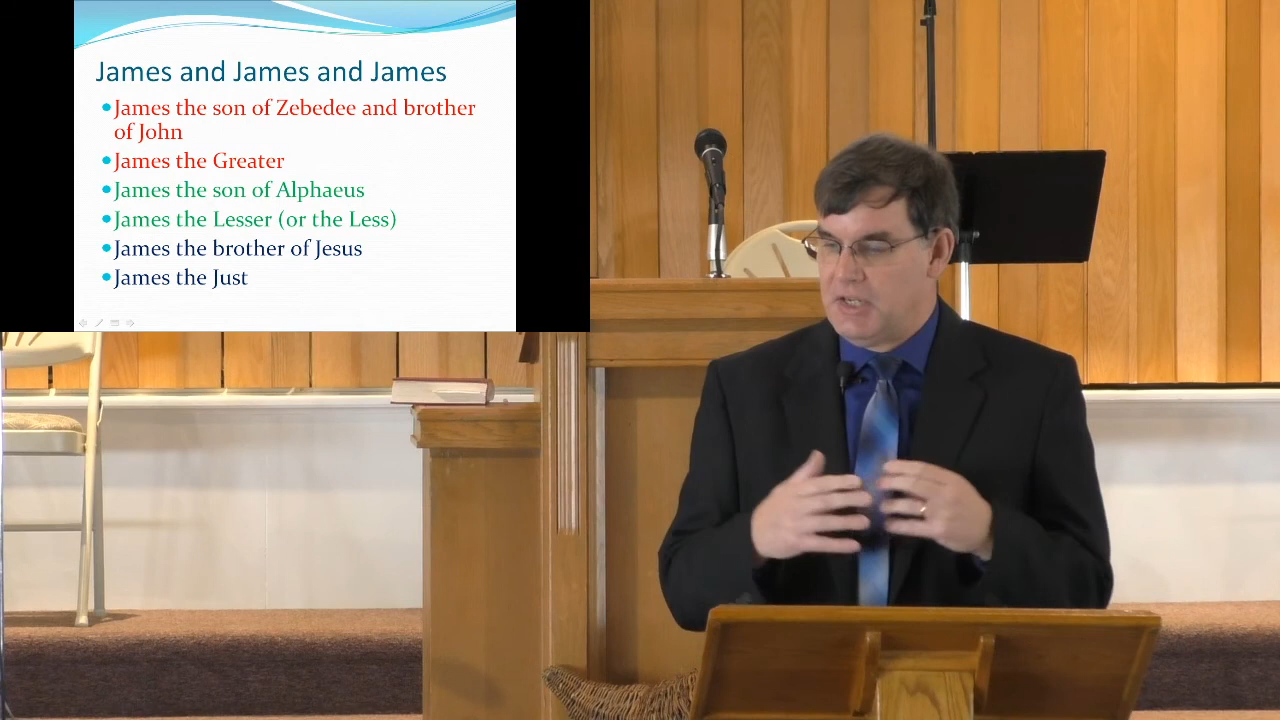 James and James and James
•James the son of Zebedee and brother
of John
•James the Greater
•James the son of Alphaeus
•James the Lesser (or the Less)
•James the brother of Jesus
•James the Just